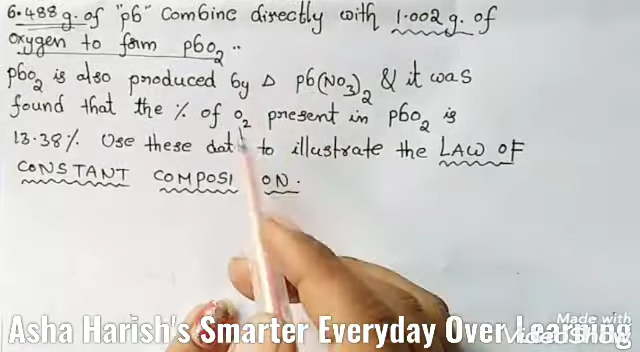 6.488 g. of "pb" combine directly with 1.002 g. of
oxygen to form pbo₂ ..
pbo₂ is also produced by Δ pb(NO₃)₂ & it was
found that the % of o₂ present in pbo₂ is
13.38% Use these dat to illustrate the LAW OF
CONSTANT COMPOSI ON.
Made with
VideoShow
Asha Harish's Smarter Everyday Over Learning